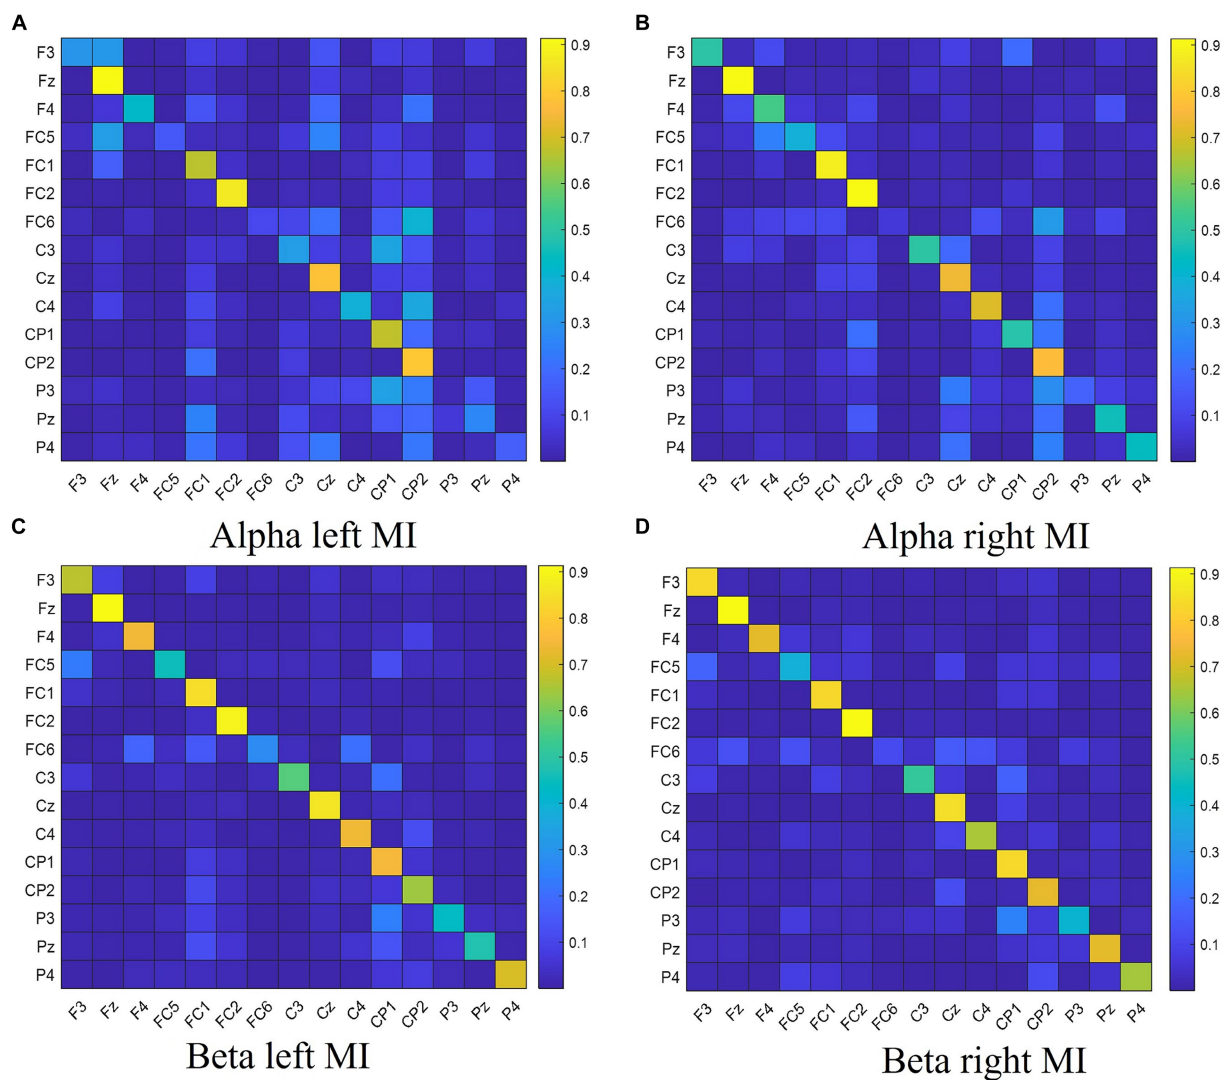 A
F3
Fz
F4
FC5
FC1
FC2
FC6
C3
Cz
C4
CP1
CP2
P3
Pz
P4
F3 Fz F4 FC5 FC1 FC2 FC6 C3 Cz C4 CP1 CP2 P3 Pz P4
0.9
0.8
0.7
0.6
0.5
0.4
0.3
0.2
0.1
Alpha left MI
B
F3
Fz
F4
FC5
FC1
FC2
FC6
C3
Cz
C4
CP1
CP2
P3
Pz
P4
F3 Fz F4 FC5 FC1 FC2 FC6 C3 Cz C4 CP1 CP2 P3 Pz P4
0.9
0.8
0.7
0.6
0.5
0.4
0.3
0.2
0.1
Alpha right MI
C
F3
Fz
F4
FC5
FC1
FC2
FC6
C3
Cz
C4
CP1
CP2
P3
Pz
P4
F3 Fz F4 FC5 FC1 FC2 FC6 C3 Cz C4 CP1 CP2 P3 Pz P4
0.9
0.8
0.7
0.6
0.5
0.4
0.3
0.2
0.1
Beta left MI
D
F3
Fz
F4
FC5
FC1
FC2
FC6
C3
Cz
C4
CP1
CP2
P3
Pz
P4
F3 Fz F4 FC5 FC1 FC2 FC6 C3 Cz C4 CP1 CP2 P3 Pz P4
0.9
0.8
0.7
0.6
0.5
0.4
0.3
0.2
0.1
Beta right MI